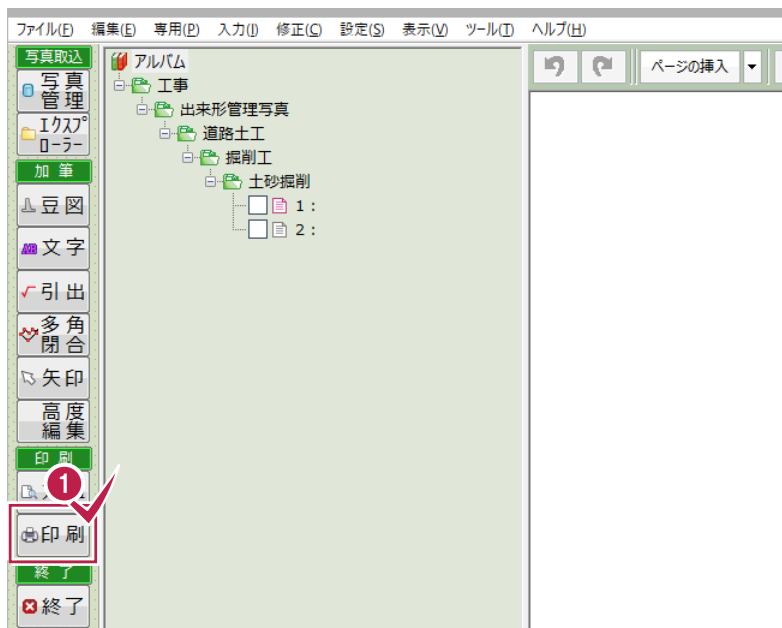 ファイル(F) 編集(E) 専用(P) 入力(I) 修正(C) 設定(S) 表示(V) ツール(T) ヘルプ(H)
写真取込
写真
管理
エクスプ
ローラー
加 筆
豆図
文字
引出
多角
閉合
矢印
高度
編集
印 刷
1
印刷
終 了
終了
アルバム
工事
出来形管理写真
道路土工
掘削工
土砂掘削
1 :
2 :
ページの挿入